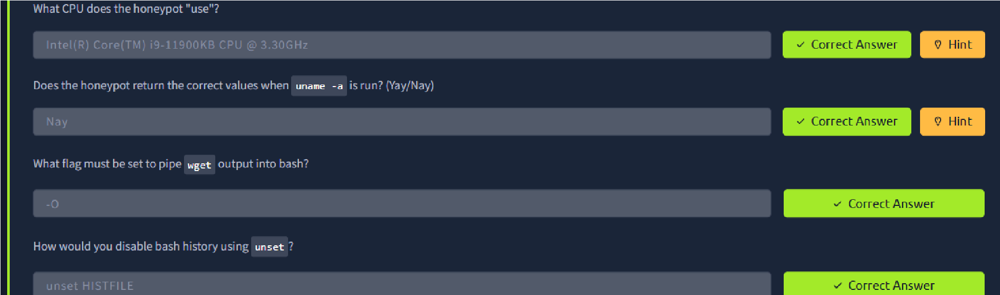 What CPU does the honeypot "use"?
Intel(R) Core(TM) i9-11900KB CPU @ 3.30GHz
Correct Answer
Hint
Does the honeypot return the correct values when uname -a is run? (Yay/Nay)
Nay
Correct Answer
Hint
What flag must be set to pipe wget output into bash?
-O
Correct Answer
How would you disable bash history using unset?
unset HISTFILE
Correct Answer